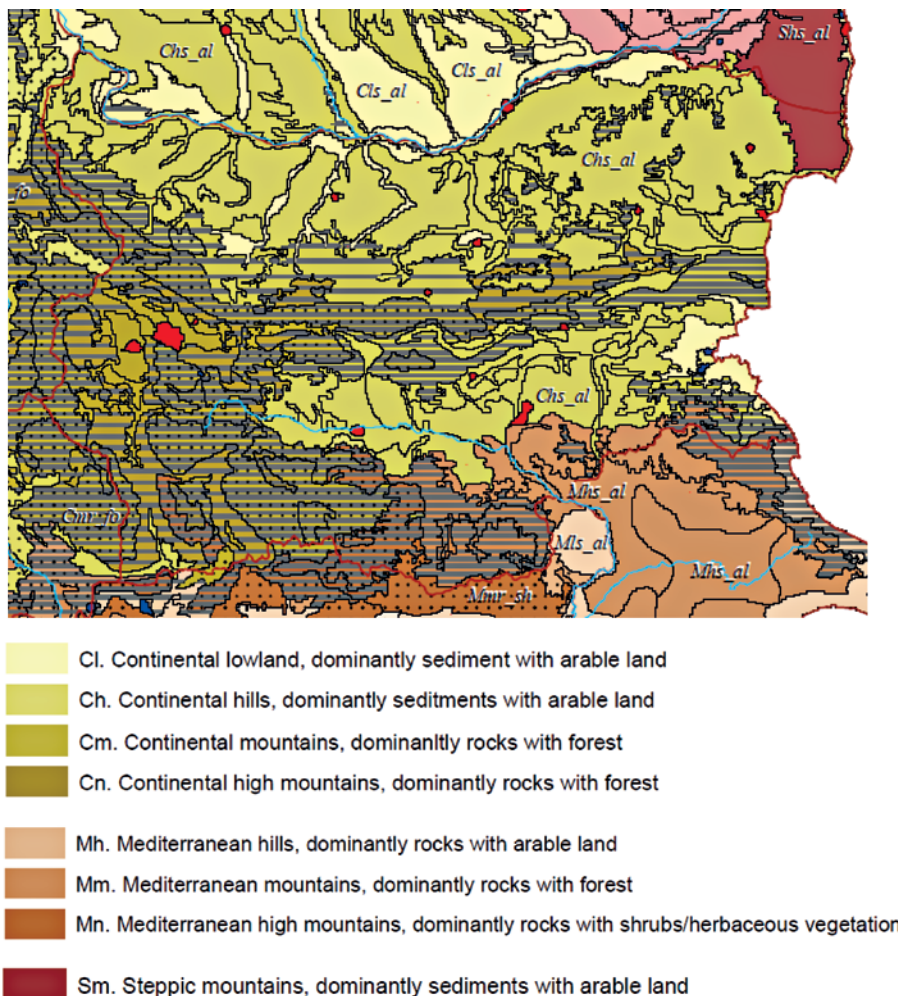 Shs_al
Chs_al
Cls_al
Cls_al
Chs_al
_fo
Chs_al
Mhs_al
Cmr_fo
Mls_al
Mhs_al
Mmr_sh
Cl. Continental lowland, dominantly sediment with arable land
Ch. Continental hills, dominantly seditments with arable land
Cm. Continental mountains, dominanltly rocks with forest
Cn. Continental high mountains, dominantly rocks with forest
Mh. Mediterranean hills, dominantly rocks with arable land
Mm. Mediterranean mountains, dominantly rocks with forest
Mn. Mediterranean high mountains, dominantly rocks with shrubs/herbaceous vegetation
Sm. Steppic mountains, dominantly sediments with arable land